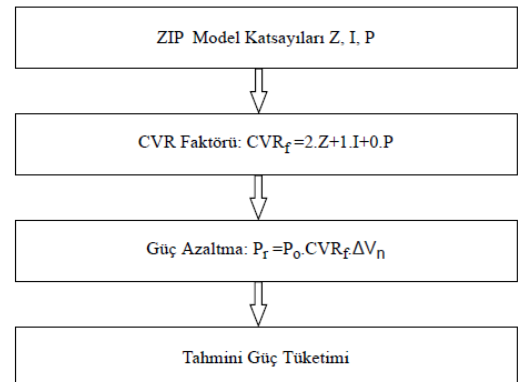 ZIP Model Katsayıları Z, I, P
CVR Faktörü: CVRf=2.Z+1.I+0.P
Güç Azaltma: Pr=Po.CVRf.ΔVn
Tahmini Güç Tüketimi